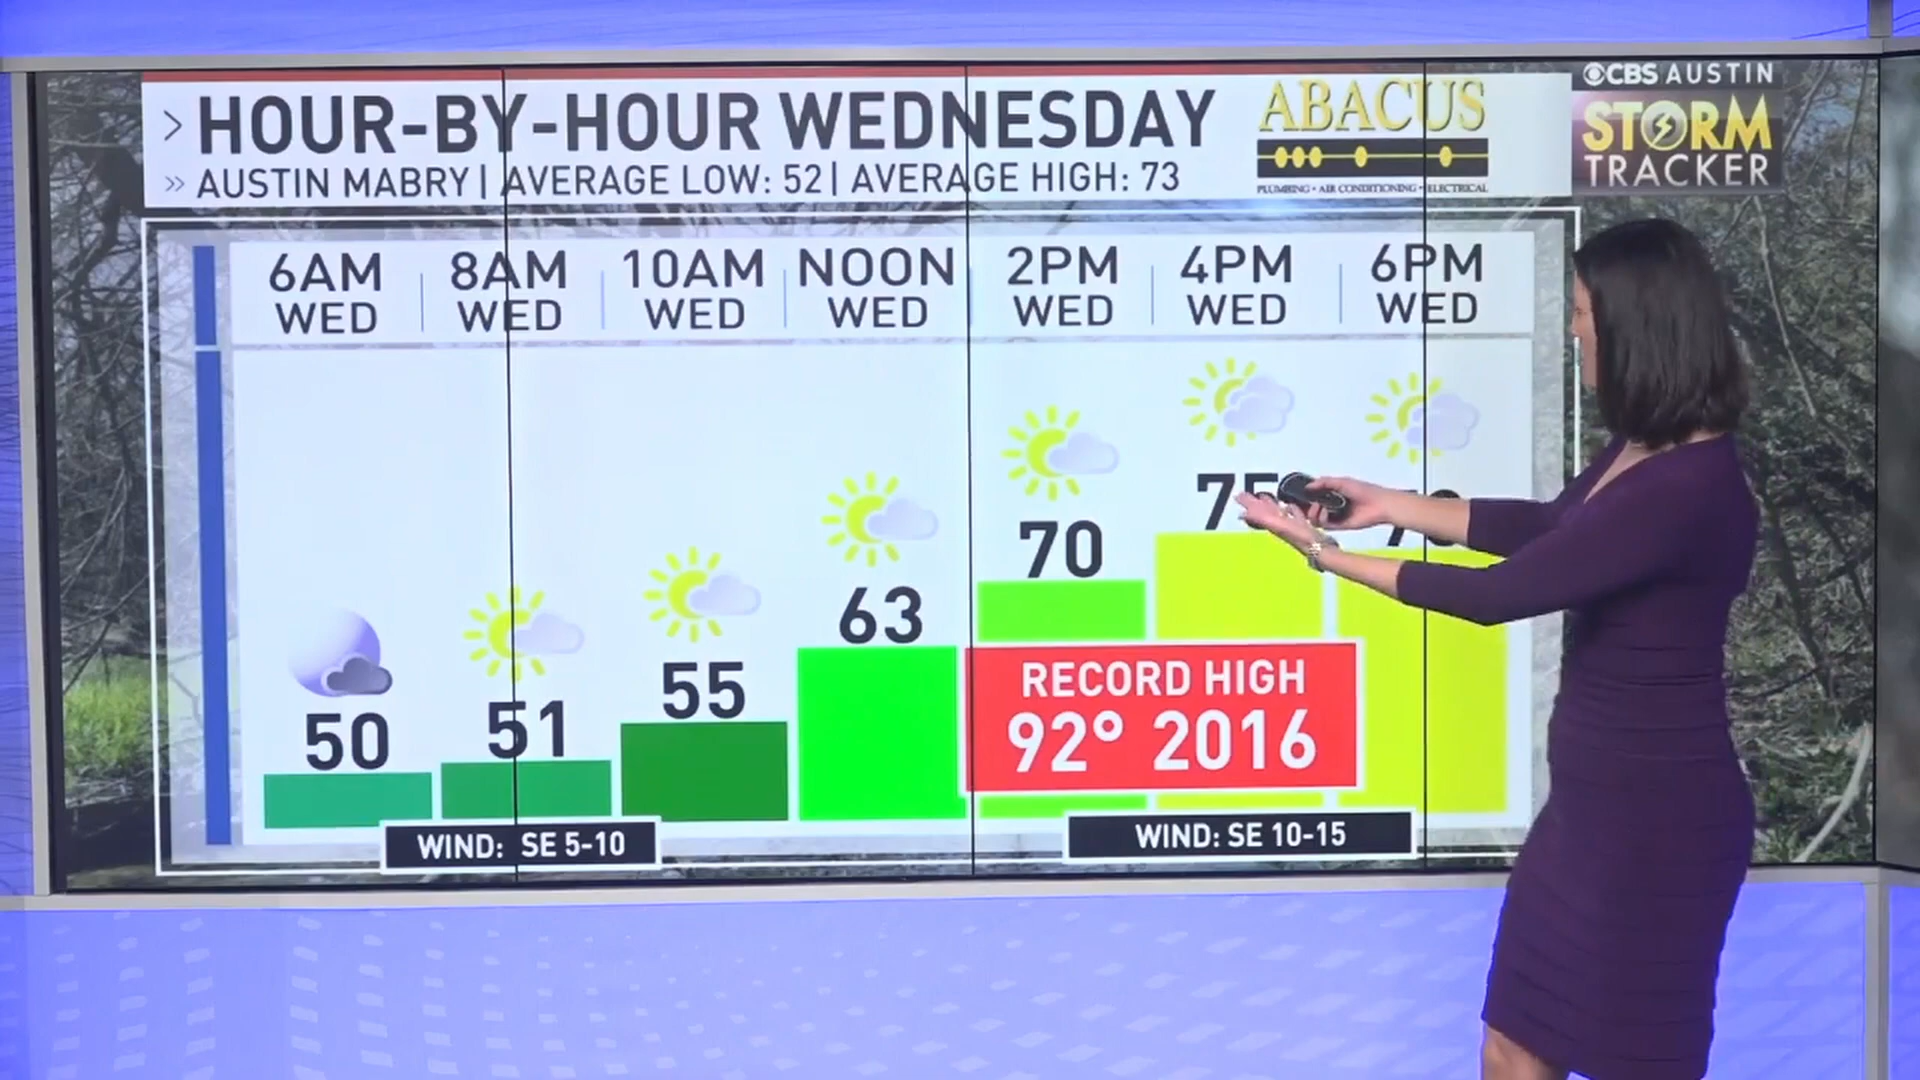 > HOUR-BY-HOUR WEDNESDAY
» AUSTIN MABRY | AVERAGE LOW: 52 | AVERAGE HIGH: 73
ABACUS
PLUMBING • AIR CONDITIONING • ELECTRICAL
CBS AUSTIN
STORM
TRACKER
6AM WED
8AM WED
10AM WED
NOON WED
2PM WED
4PM WED
6PM WED
50
51
55
63
70
75
RECORD HIGH
92° 2016
WIND: SE 5-10
WIND: SE 10-15